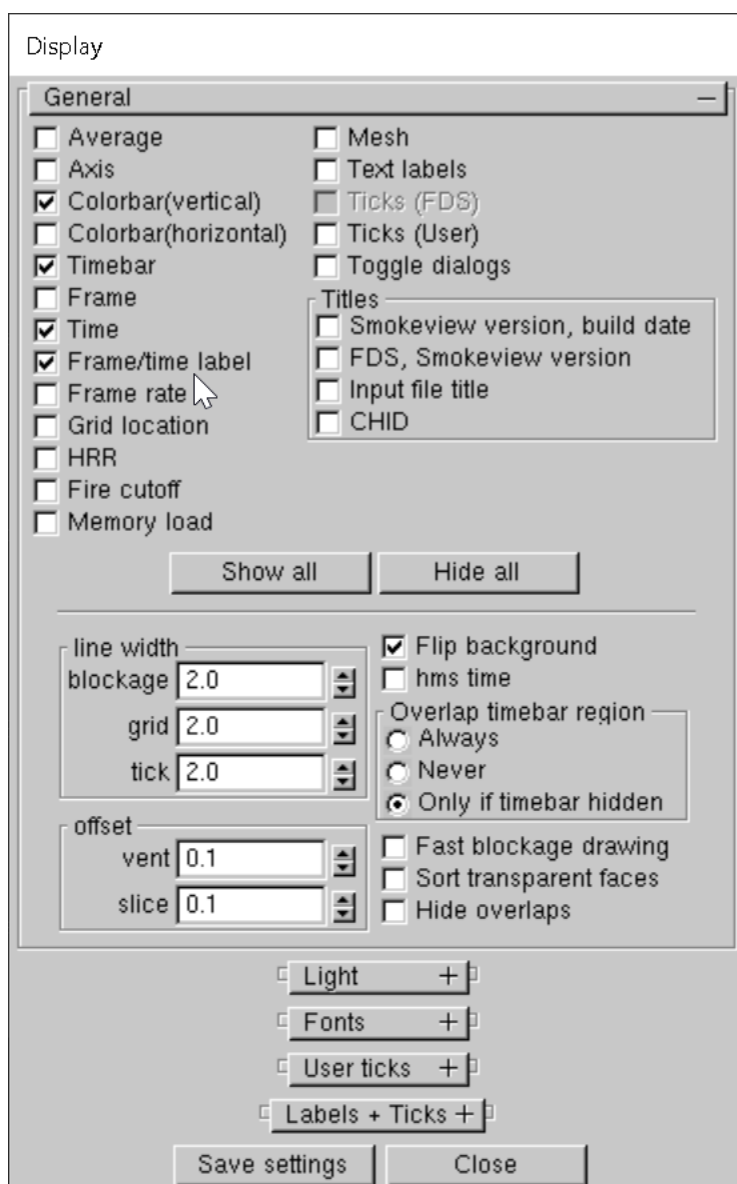 Display
General
Average
Axis
Colorbar(vertical)
Colorbar(horizontal)
Timebar
Frame
Time
Frame/time label
Frame rate
Grid location
HRR
Fire cutoff
Memory load
Mesh
Text labels
Ticks (FDS)
Ticks (User)
Toggle dialogs
Titles
Smokeview version, build date
FDS, Smokeview version
Input file title
CHID
Show all
Hide all
line width
blockage 2.0
grid 2.0
tick 2.0
offset
vent 0.1
slice 0.1
Flip background
hms time
Overlap timebar region
Always
Never
Only if timebar hidden
Fast blockage drawing
Sort transparent faces
Hide overlaps
Light +
Fonts +
User ticks +
Labels + Ticks +
Save settings
Close